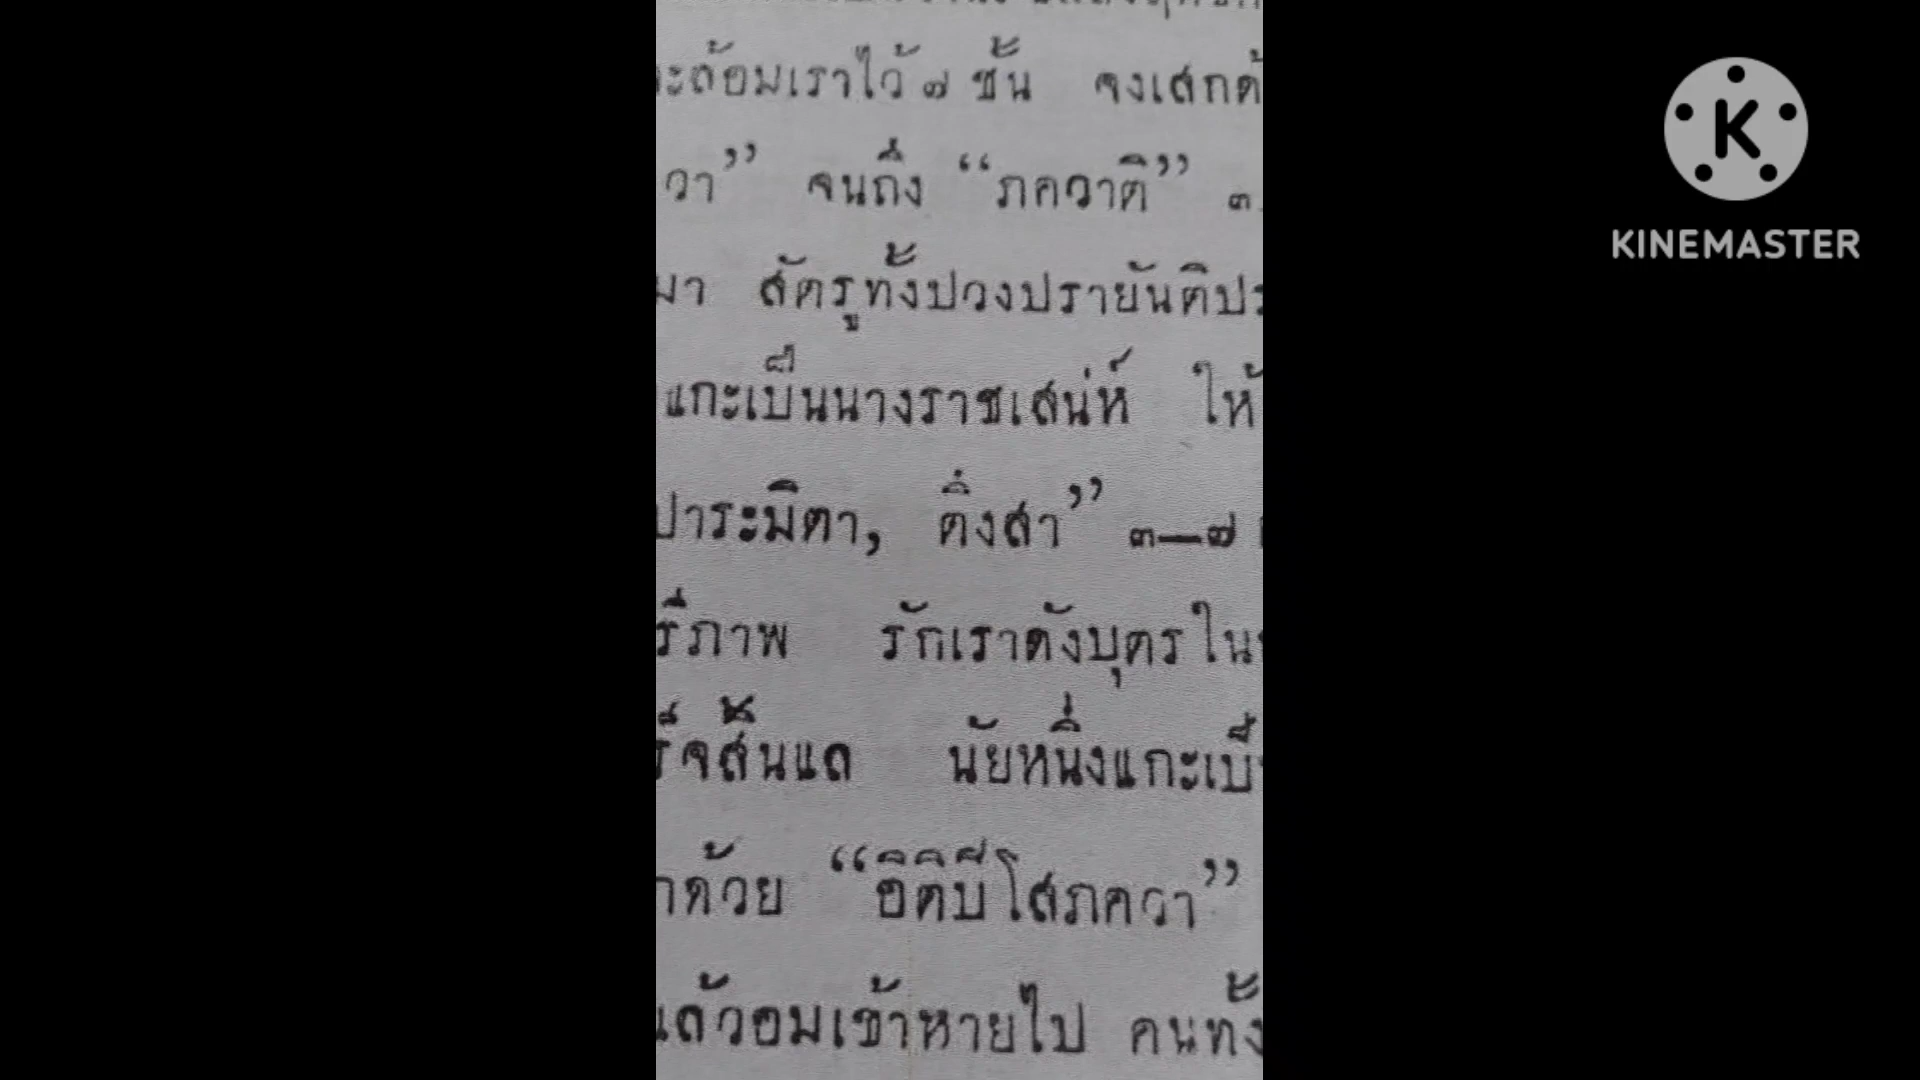 ะล้อมเราไว้ ๗ ชั้น จงเสกด้
วา” จนถึง “ภควาติ” ๓
มา สัตรูทั้งปวงปรายันติปร
แกะเป็นนางราชเสน่ห์ ให้
ปาระมิตา, ติ่งสา” ๓—๗
รีภาพ รักเราดังบุตรใน
ร็จสิ้นแล นัยหนึ่งแกะเป็
กด้วย “อิติปีโสภควา”
แล้วอมเข้าหายไป คนทั้ง
K
KINEMASTER